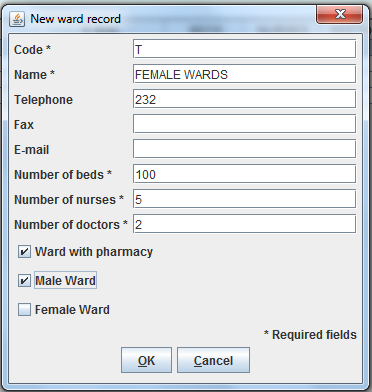 New ward record
Code * T
Name * FEMALE WARDS
Telephone 232
Fax
E-mail
Number of beds * 100
Number of nurses * 5
Number of doctors * 2
Ward with pharmacy
Male Ward
Female Ward
* Required fields
OK Cancel